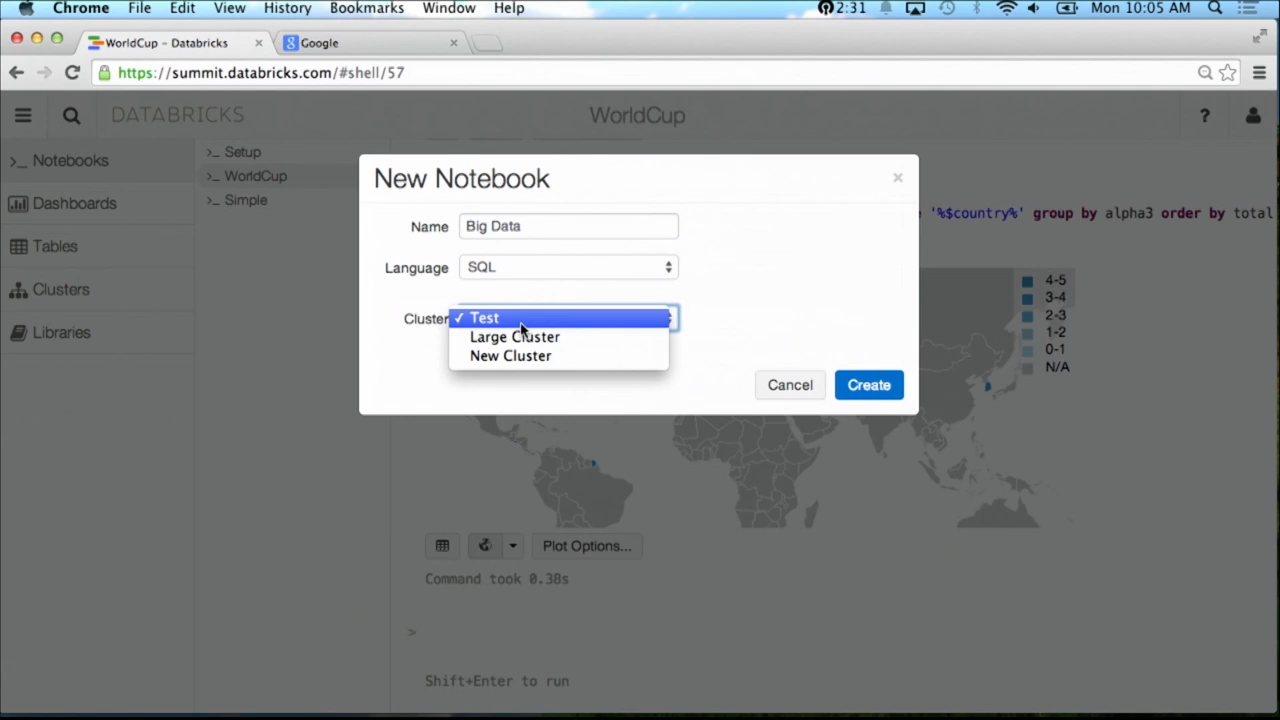 Chrome File Edit View History Bookmarks Window Help 2:31 Mon 10:05 AM
WorldCup – Databricks Google
https://summit.databricks.com/#shell/57
DATABRICKS WorldCup ?
>_ Notebooks
Dashboards
Tables
Clusters
Libraries
>_ Setup
>_ WorldCup
>_ Simple
New Notebook ×
Name Big Data
Language SQL
Cluster ✓ Test
Large Cluster
New Cluster
Cancel Create
'%$country%' group by alpha3 order by total
4-5
3-4
2-3
1-2
0-1
N/A
Plot Options...
Command took 0.38s
>
Shift+Enter to run